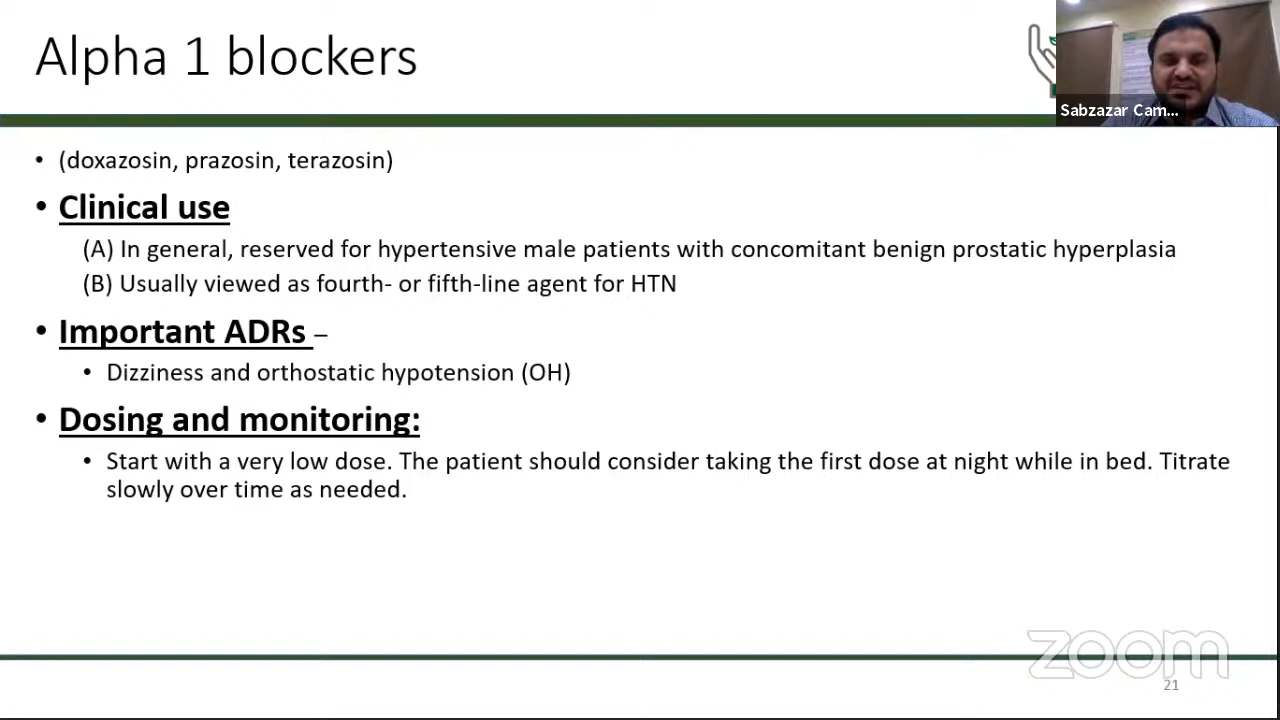 Alpha 1 blockers
Sabzazar Cam...
• (doxazosin, prazosin, terazosin)
• Clinical use
(A) In general, reserved for hypertensive male patients with concomitant benign prostatic hyperplasia
(B) Usually viewed as fourth- or fifth-line agent for HTN
• Important ADRs –
• Dizziness and orthostatic hypotension (OH)
• Dosing and monitoring:
• Start with a very low dose. The patient should consider taking the first dose at night while in bed. Titrate
slowly over time as needed.
zoom
21